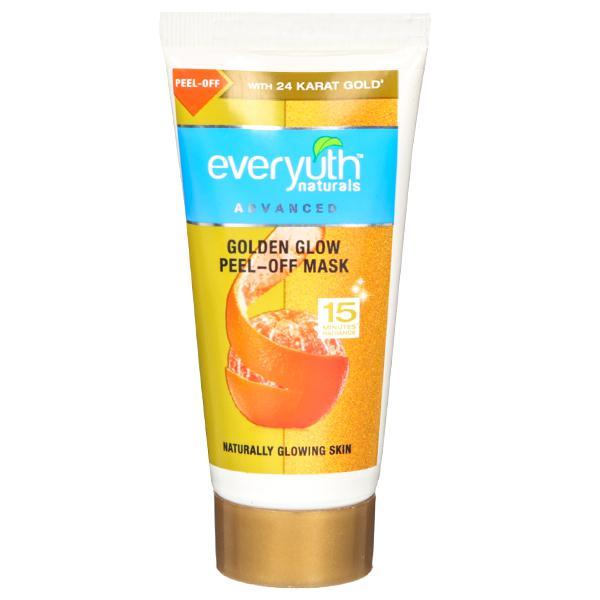 PEEL-OFF
WITH 24 KARAT GOLD
everyuth™
naturals
ADVANCED
GOLDEN GLOW
PEEL-OFF MASK
15
MINUTES
RADIANCE
NATURALLY GLOWING SKIN